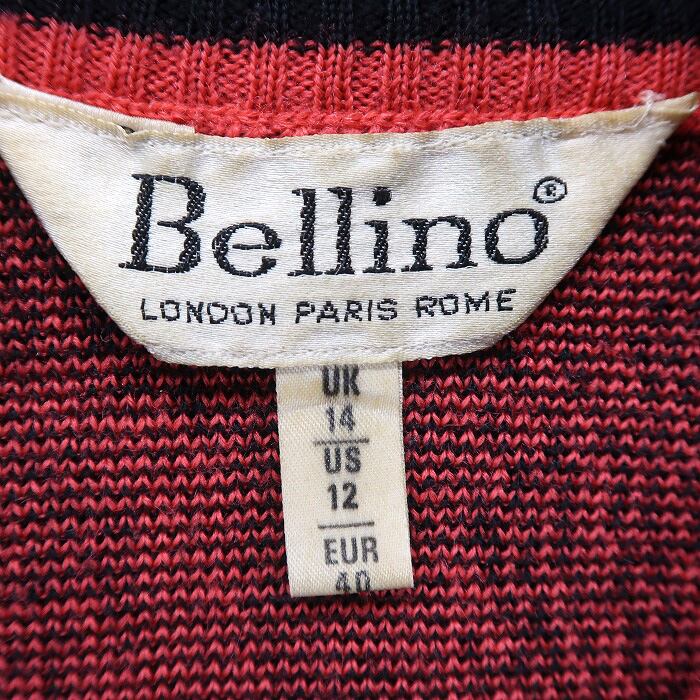 Bellino®
LONDON PARIS ROME
UK
14
US
12
EUR
40